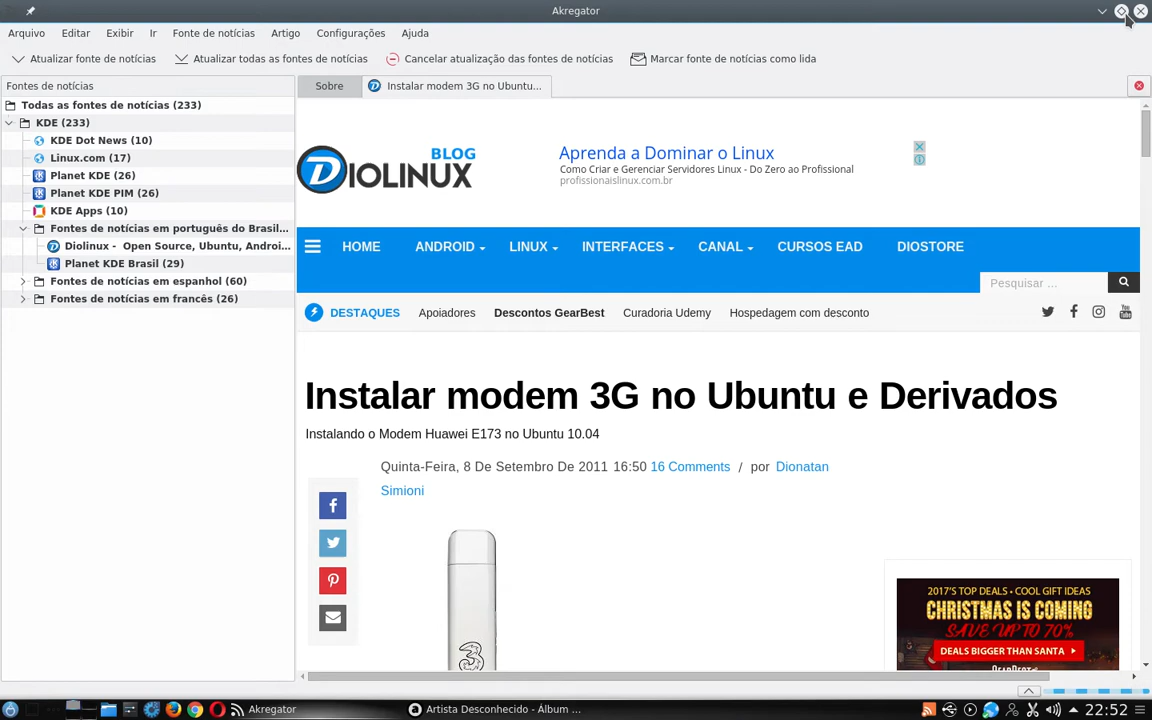 Akregator
Arquivo Editar Exibir Ir Fonte de notícias Artigo Configurações Ajuda
Atualizar fonte de notícias Atualizar todas as fontes de notícias Cancelar atualização das fontes de notícias Marcar fonte de notícias como lida
Fontes de notícias
Todas as fontes de notícias (233)
KDE (233)
KDE Dot News (10)
Linux.com (17)
Planet KDE (26)
Planet KDE PIM (26)
KDE Apps (10)
Fontes de notícias em português do Brasil...
Diolinux - Open Source, Ubuntu, Androi...
Planet KDE Brasil (29)
Fontes de notícias em espanhol (60)
Fontes de notícias em francês (26)
Sobre Instalar modem 3G no Ubuntu...
BLOG
DIOLINUX
Aprenda a Dominar o Linux
Como Criar e Gerenciar Servidores Linux - Do Zero ao Profissional
profissionaislinux.com.br
HOME ANDROID LINUX INTERFACES CANAL CURSOS EAD DIOSTORE
Pesquisar ...
DESTAQUES Apoiadores Descontos GearBest Curadoria Udemy Hospedagem com desconto
Instalar modem 3G no Ubuntu e Derivados
Instalando o Modem Huawei E173 no Ubuntu 10.04
Quinta-Feira, 8 De Setembro De 2011 16:50 16 Comments / por Dionatan
Simioni
3
2017'S TOP DEALS • COOL GIFT IDEAS
CHRISTMAS IS COMING
SAVE UP TO 70%
DEALS BIGGER THAN SANTA
Akregator Artista Desconhecido - Álbum ... 22:52